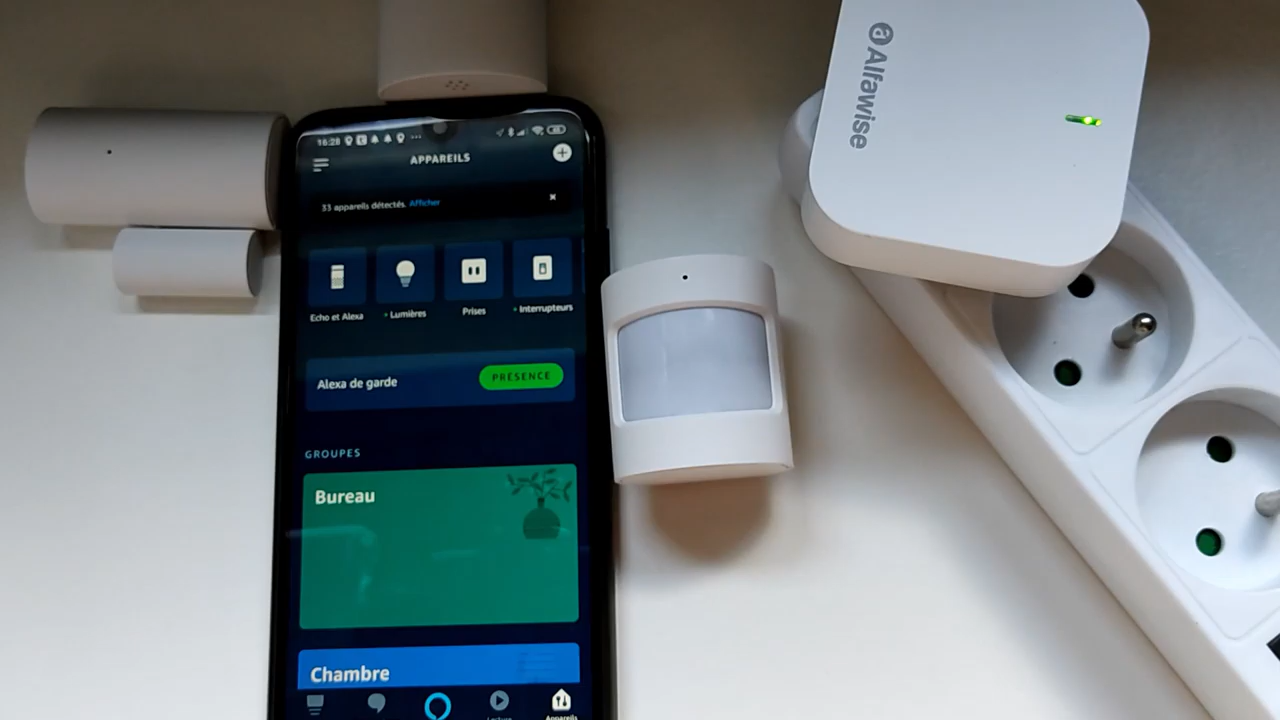 16:28
APPAREILS
33 appareils détectés. Afficher
Echo et Alexa
Lumières
Prises
Interrupteurs
Alexa de garde
PRÉSENCE
GROUPES
Bureau
Chambre
Lecture
Appareils
Alfawise